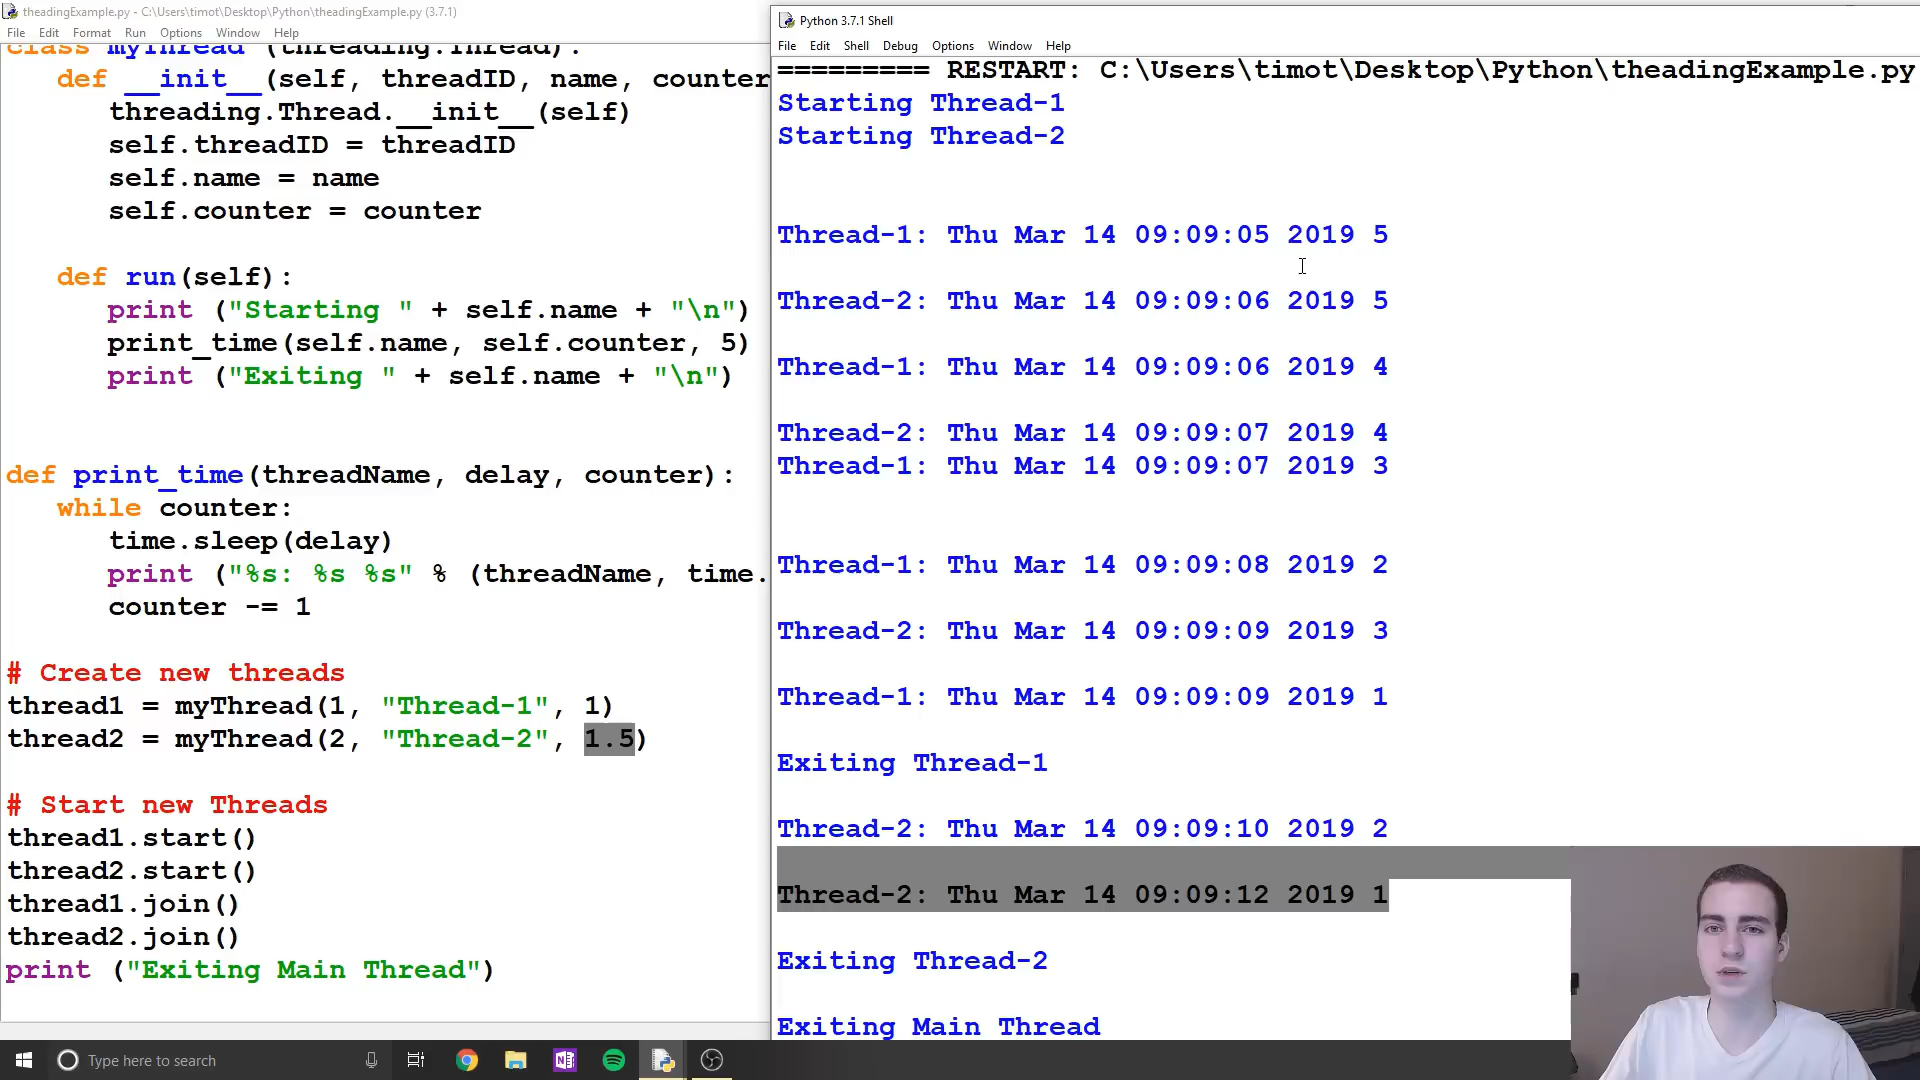 theadingExample.py - C:\Users\timot\Desktop\Python\theadingExample.py (3.7.1)
File Edit Format Run Options Window Help
class myThread (threading.Thread):
def __init__(self, threadID, name, counter
threading.Thread.__init__(self)
self.threadID = threadID
self.name = name
self.counter = counter
def run(self):
print ("Starting " + self.name + "\n")
print_time(self.name, self.counter, 5)
print ("Exiting " + self.name + "\n")
def print_time(threadName, delay, counter):
while counter:
time.sleep(delay)
print ("%s: %s %s" % (threadName, time.
counter -= 1
# Create new threads
thread1 = myThread(1, "Thread-1", 1)
thread2 = myThread(2, "Thread-2", 1.5)
# Start new Threads
thread1.start()
thread2.start()
thread1.join()
thread2.join()
print ("Exiting Main Thread")
Python 3.7.1 Shell
File Edit Shell Debug Options Window Help
========= RESTART: C:\Users\timot\Desktop\Python\theadingExample.py
Starting Thread-1
Starting Thread-2
Thread-1: Thu Mar 14 09:09:05 2019 5
Thread-2: Thu Mar 14 09:09:06 2019 5
Thread-1: Thu Mar 14 09:09:06 2019 4
Thread-2: Thu Mar 14 09:09:07 2019 4
Thread-1: Thu Mar 14 09:09:07 2019 3
Thread-1: Thu Mar 14 09:09:08 2019 2
Thread-2: Thu Mar 14 09:09:09 2019 3
Thread-1: Thu Mar 14 09:09:09 2019 1
Exiting Thread-1
Thread-2: Thu Mar 14 09:09:10 2019 2
Thread-2: Thu Mar 14 09:09:12 2019 1
Exiting Thread-2
Exiting Main Thread
Type here to search